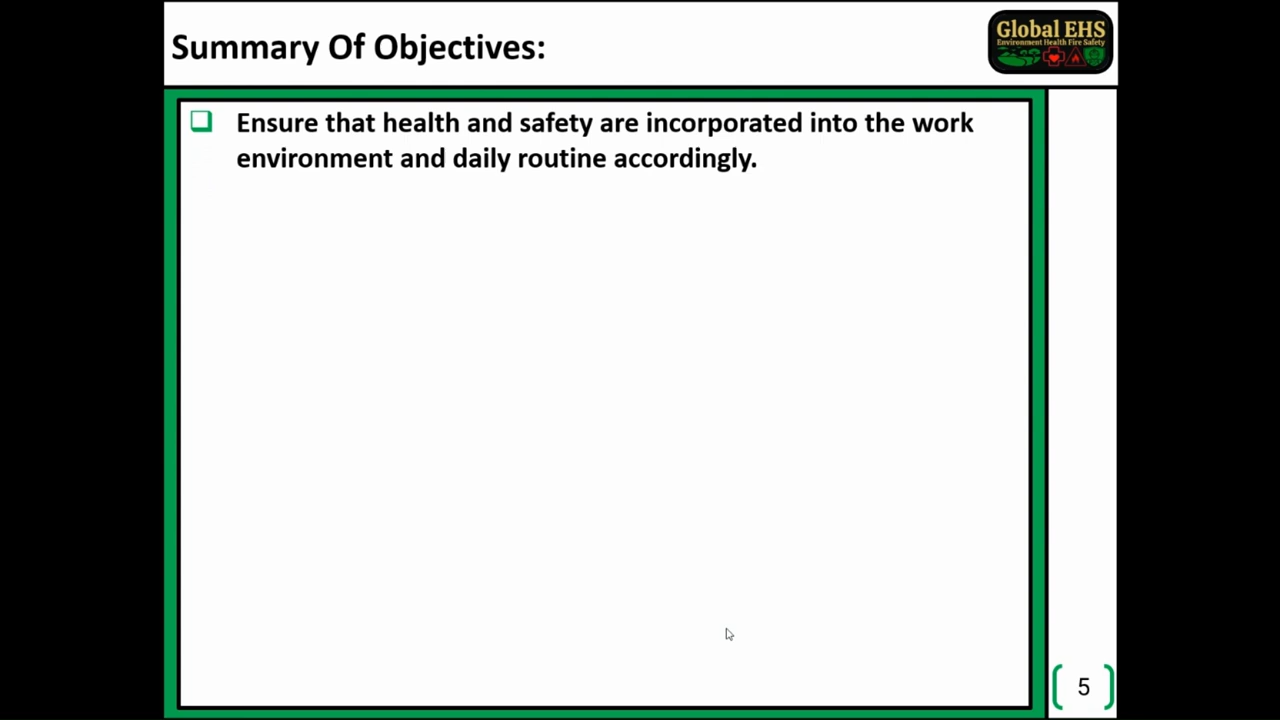 Summary Of Objectives:
Global EHS
Environment Health Fire Safety
Ensure that health and safety are incorporated into the work
environment and daily routine accordingly.
5